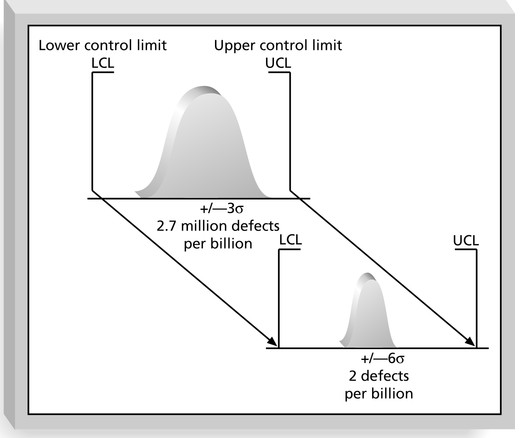 Lower control limit
LCL
Upper control limit
UCL
+/—3σ
2.7 million defects
per billion
LCL
UCL
+/—6σ
2 defects
per billion